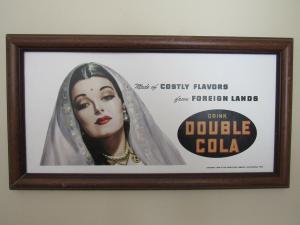 Made of COSTLY FLAVORS
from FOREIGN LANDS
DRINK
DOUBLE
COLA